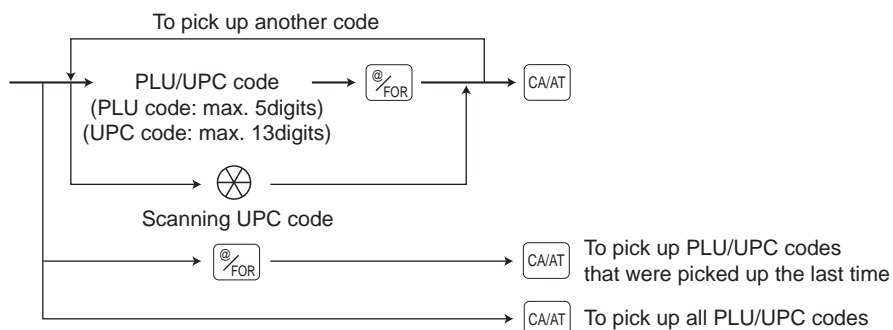 To pick up another code
PLU/UPC code
@/FOR
CA/AT
(PLU code: max. 5digits)
(UPC code: max. 13digits)
Scanning UPC code
@/FOR
CA/AT
To pick up PLU/UPC codes
that were picked up the last time
CA/AT
To pick up all PLU/UPC codes